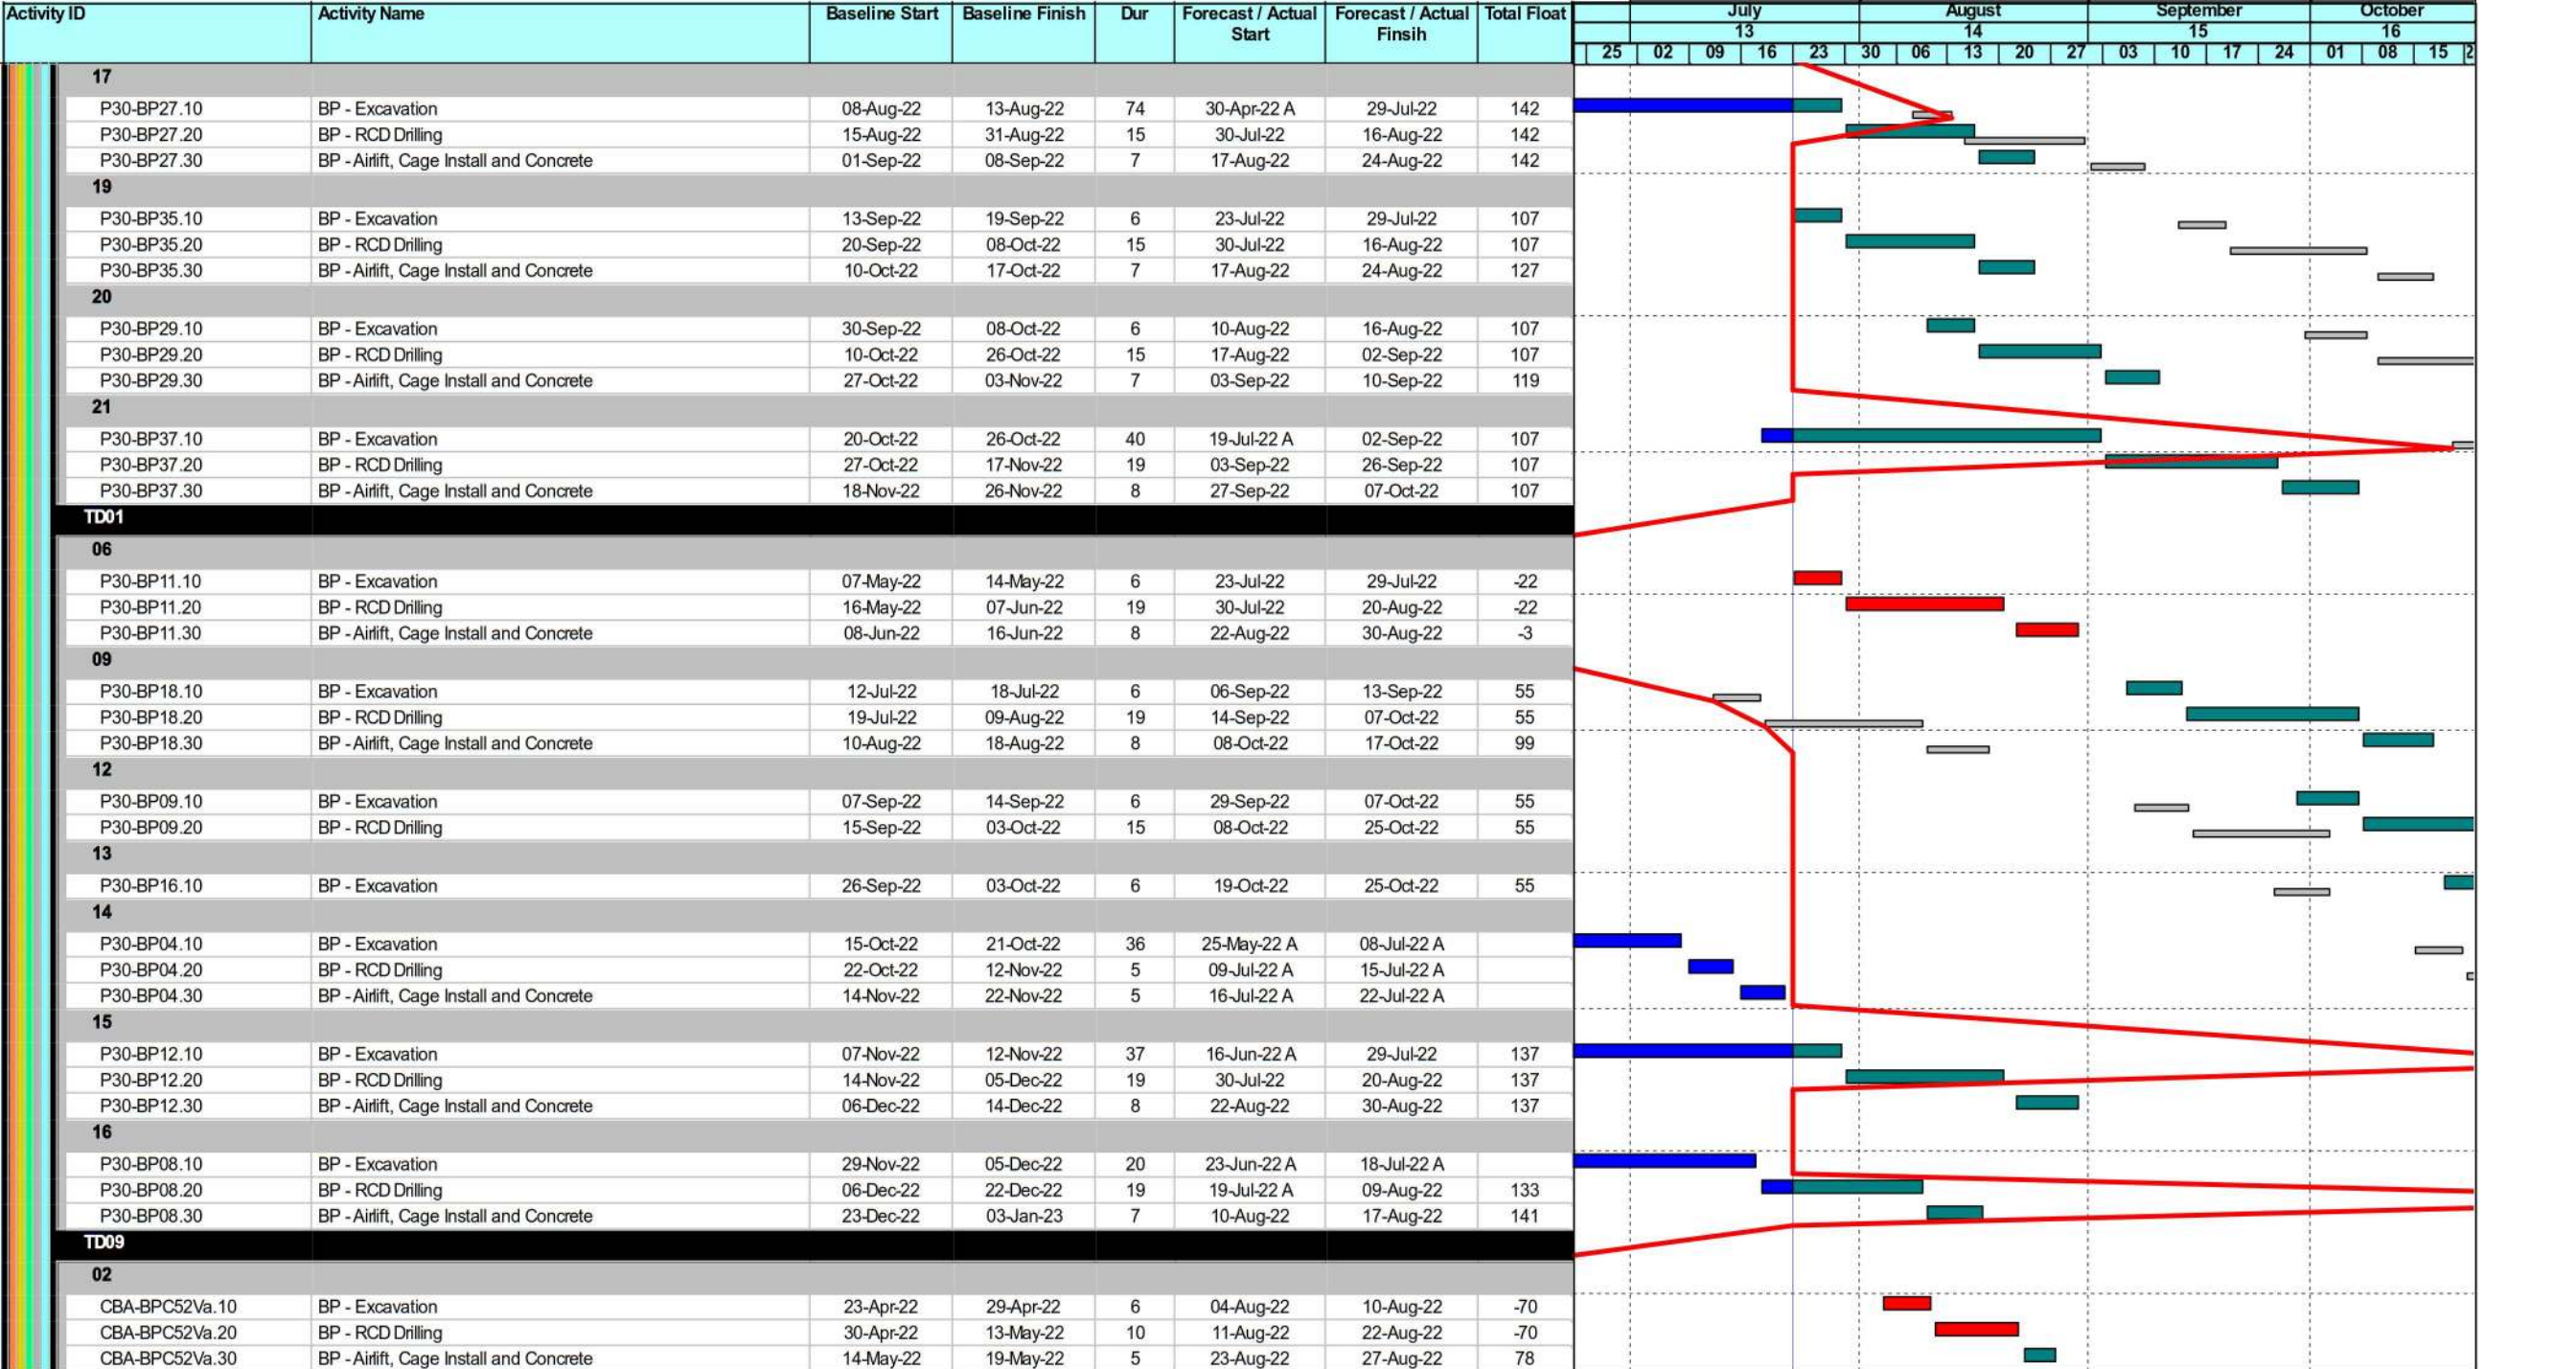 Activity ID Activity Name Baseline Start Baseline Finish Dur Forecast / Actual Start Forecast / Actual Finsih Total Float July August September October
13 14 15 16
25 02 09 16 23 30 06 13 20 27 03 10 17 24 01 08 15 2
17
P30-BP27.10 BP - Excavation 08-Aug-22 13-Aug-22 74 30-Apr-22 A 29-Jul-22 142
P30-BP27.20 BP - RCD Drilling 15-Aug-22 31-Aug-22 15 30-Jul-22 16-Aug-22 142
P30-BP27.30 BP - Airlift, Cage Install and Concrete 01-Sep-22 08-Sep-22 7 17-Aug-22 24-Aug-22 142
19
P30-BP35.10 BP - Excavation 13-Sep-22 19-Sep-22 6 23-Jul-22 29-Jul-22 107
P30-BP35.20 BP - RCD Drilling 20-Sep-22 08-Oct-22 15 30-Jul-22 16-Aug-22 107
P30-BP35.30 BP - Airlift, Cage Install and Concrete 10-Oct-22 17-Oct-22 7 17-Aug-22 24-Aug-22 127
20
P30-BP29.10 BP - Excavation 30-Sep-22 08-Oct-22 6 10-Aug-22 16-Aug-22 107
P30-BP29.20 BP - RCD Drilling 10-Oct-22 26-Oct-22 15 17-Aug-22 02-Sep-22 107
P30-BP29.30 BP - Airlift, Cage Install and Concrete 27-Oct-22 03-Nov-22 7 03-Sep-22 10-Sep-22 119
21
P30-BP37.10 BP - Excavation 20-Oct-22 26-Oct-22 40 19-Jul-22 A 02-Sep-22 107
P30-BP37.20 BP - RCD Drilling 27-Oct-22 17-Nov-22 19 03-Sep-22 26-Sep-22 107
P30-BP37.30 BP - Airlift, Cage Install and Concrete 18-Nov-22 26-Nov-22 8 27-Sep-22 07-Oct-22 107
TD01
06
P30-BP11.10 BP - Excavation 07-May-22 14-May-22 6 23-Jul-22 29-Jul-22 -22
P30-BP11.20 BP - RCD Drilling 16-May-22 07-Jun-22 19 30-Jul-22 20-Aug-22 -22
P30-BP11.30 BP - Airlift, Cage Install and Concrete 08-Jun-22 16-Jun-22 8 22-Aug-22 30-Aug-22 -3
09
P30-BP18.10 BP - Excavation 12-Jul-22 18-Jul-22 6 06-Sep-22 13-Sep-22 55
P30-BP18.20 BP - RCD Drilling 19-Jul-22 09-Aug-22 19 14-Sep-22 07-Oct-22 55
P30-BP18.30 BP - Airlift, Cage Install and Concrete 10-Aug-22 18-Aug-22 8 08-Oct-22 17-Oct-22 99
12
P30-BP09.10 BP - Excavation 07-Sep-22 14-Sep-22 6 29-Sep-22 07-Oct-22 55
P30-BP09.20 BP - RCD Drilling 15-Sep-22 03-Oct-22 15 08-Oct-22 25-Oct-22 55
13
P30-BP16.10 BP - Excavation 26-Sep-22 03-Oct-22 6 19-Oct-22 25-Oct-22 55
14
P30-BP04.10 BP - Excavation 15-Oct-22 21-Oct-22 36 25-May-22 A 08-Jul-22 A
P30-BP04.20 BP - RCD Drilling 22-Oct-22 12-Nov-22 5 09-Jul-22 A 15-Jul-22 A
P30-BP04.30 BP - Airlift, Cage Install and Concrete 14-Nov-22 22-Nov-22 5 16-Jul-22 A 22-Jul-22 A
15
P30-BP12.10 BP - Excavation 07-Nov-22 12-Nov-22 37 16-Jun-22 A 29-Jul-22 137
P30-BP12.20 BP - RCD Drilling 14-Nov-22 05-Dec-22 19 30-Jul-22 20-Aug-22 137
P30-BP12.30 BP - Airlift, Cage Install and Concrete 06-Dec-22 14-Dec-22 8 22-Aug-22 30-Aug-22 137
16
P30-BP08.10 BP - Excavation 29-Nov-22 05-Dec-22 20 23-Jun-22 A 18-Jul-22 A
P30-BP08.20 BP - RCD Drilling 06-Dec-22 22-Dec-22 19 19-Jul-22 A 09-Aug-22 133
P30-BP08.30 BP - Airlift, Cage Install and Concrete 23-Dec-22 03-Jan-23 7 10-Aug-22 17-Aug-22 141
TD09
02
CBA-BPC52Va.10 BP - Excavation 23-Apr-22 29-Apr-22 6 04-Aug-22 10-Aug-22 -70
CBA-BPC52Va.20 BP - RCD Drilling 30-Apr-22 13-May-22 10 11-Aug-22 22-Aug-22 -70
CBA-BPC52Va.30 BP - Airlift, Cage Install and Concrete 14-May-22 19-May-22 5 23-Aug-22 27-Aug-22 78